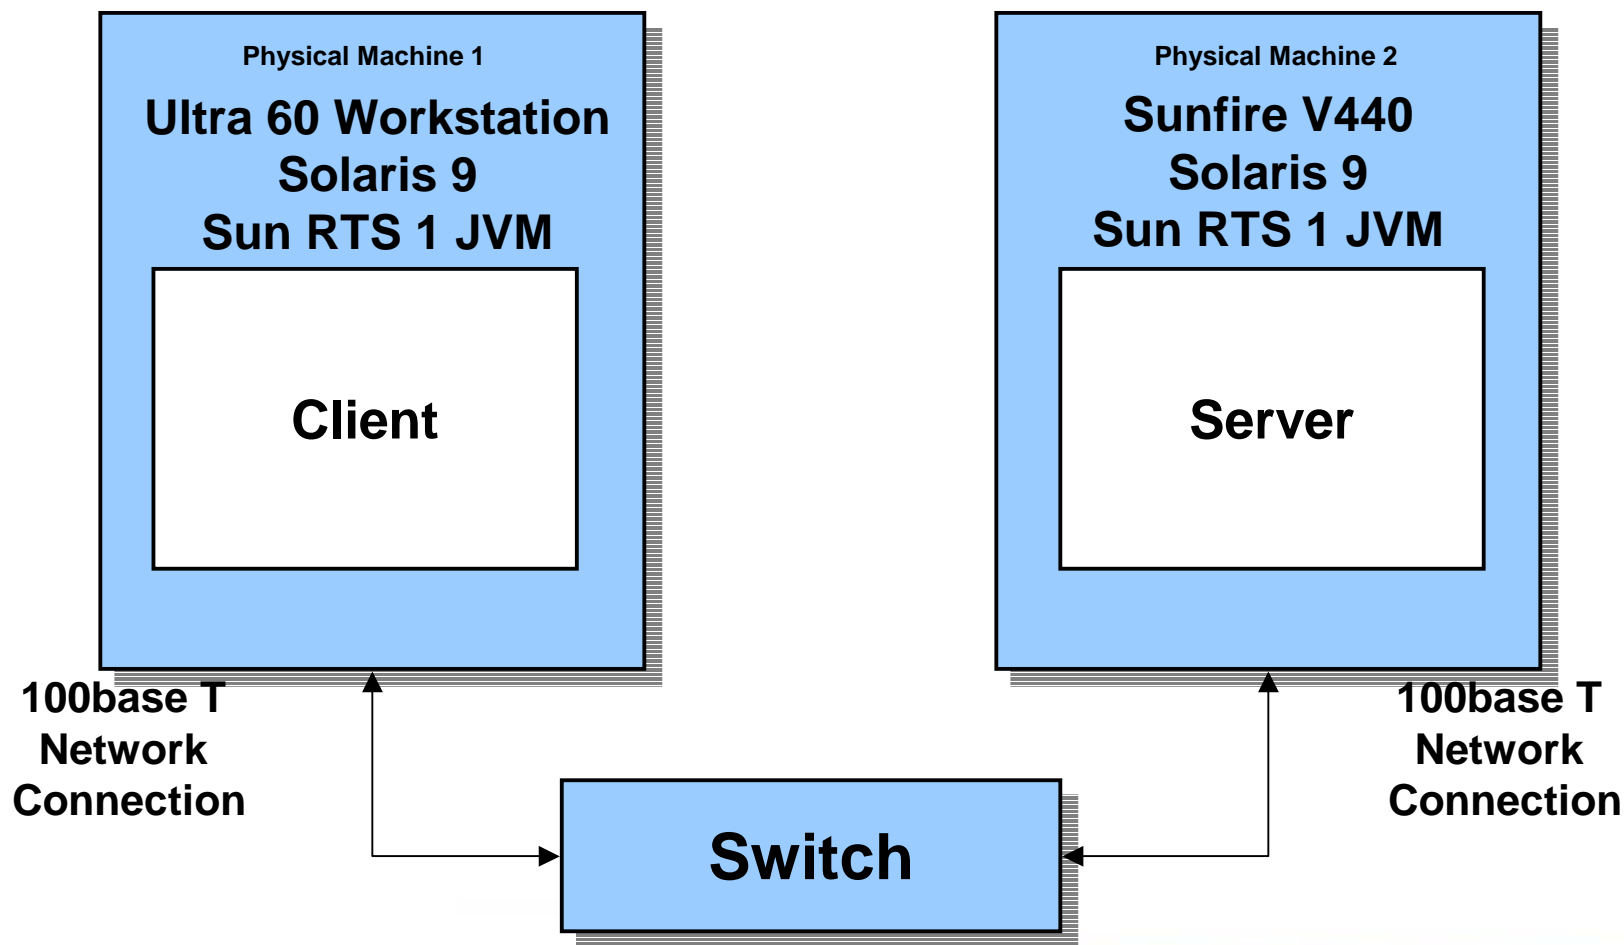 Physical Machine 1
Ultra 60 Workstation
Solaris 9
Sun RTS 1 JVM
Client
Physical Machine 2
Sunfire V440
Solaris 9
Sun RTS 1 JVM
Server
100base T
Network
Connection
100base T
Network
Connection
Switch